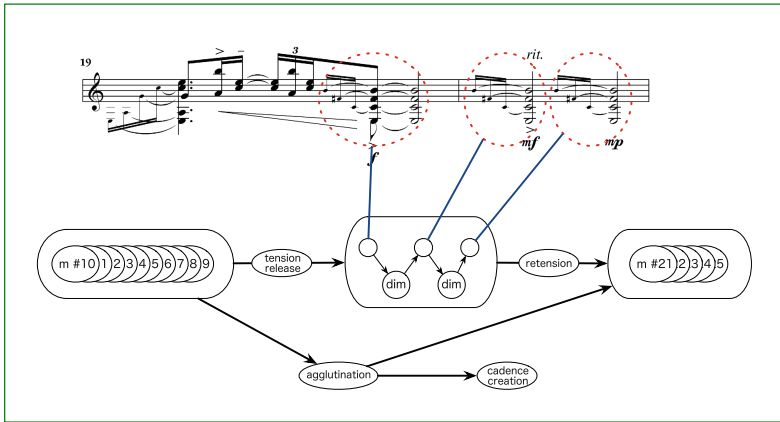 rit.
19
>
–
3
>
f
>
mf
mp
m #10 1 2 3 4 5 6 7 8 9
tension
release
dim
dim
retension
m #21 2 3 4 5
agglutination
cadence
creation